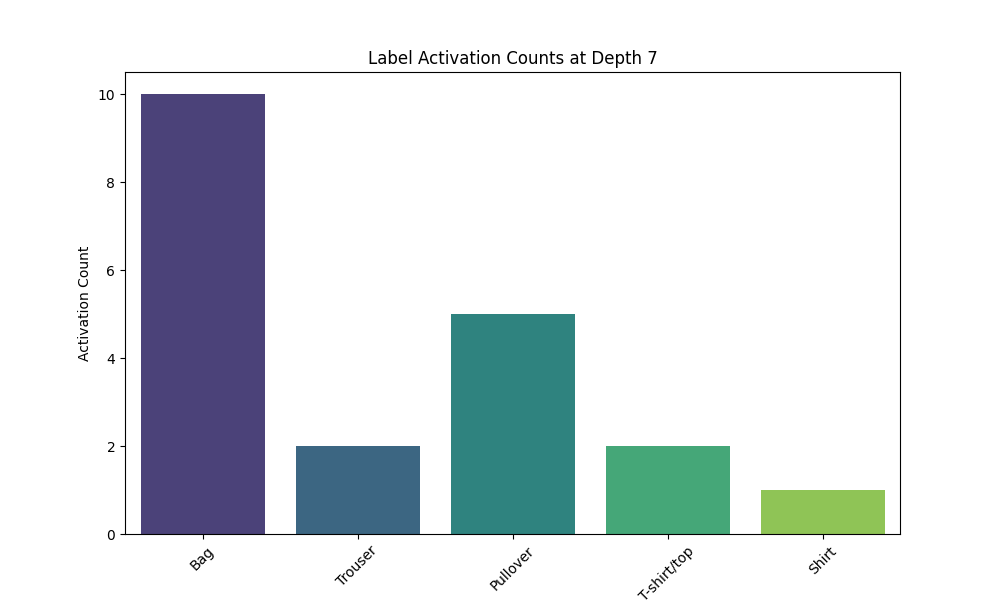 Label Activation Counts at Depth 7
Activation Count
10
8
6
4
2
0
Bag
Trouser
Pullover
T-shirt/top
Shirt